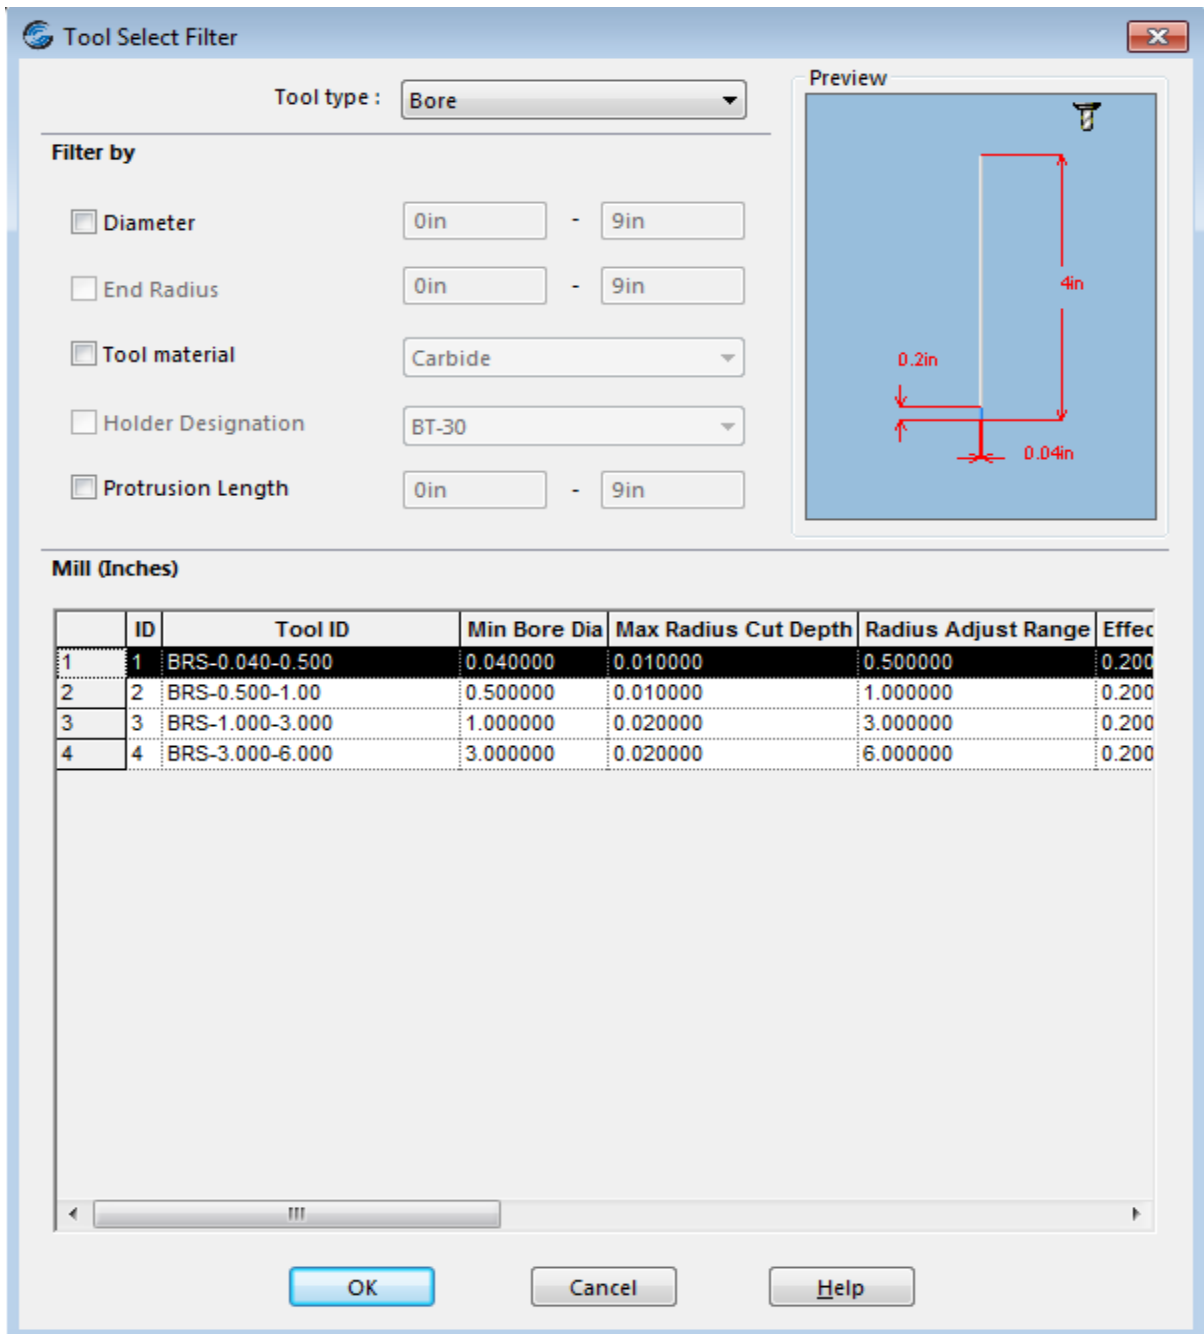 Tool Select Filter
Tool type : Bore
Preview
Filter by
Diameter 0in - 9in
End Radius 0in - 9in
4in
Tool material Carbide
0.2in
Holder Designation BT-30
0.04in
Protrusion Length 0in - 9in
Mill (Inches)
ID Tool ID Min Bore Dia Max Radius Cut Depth Radius Adjust Range Effec
1 1 BRS-0.040-0.500 0.040000 0.010000 0.500000 0.200
2 2 BRS-0.500-1.00 0.500000 0.010000 1.000000 0.200
3 3 BRS-1.000-3.000 1.000000 0.020000 3.000000 0.200
4 4 BRS-3.000-6.000 3.000000 0.020000 6.000000 0.200
OK Cancel Help